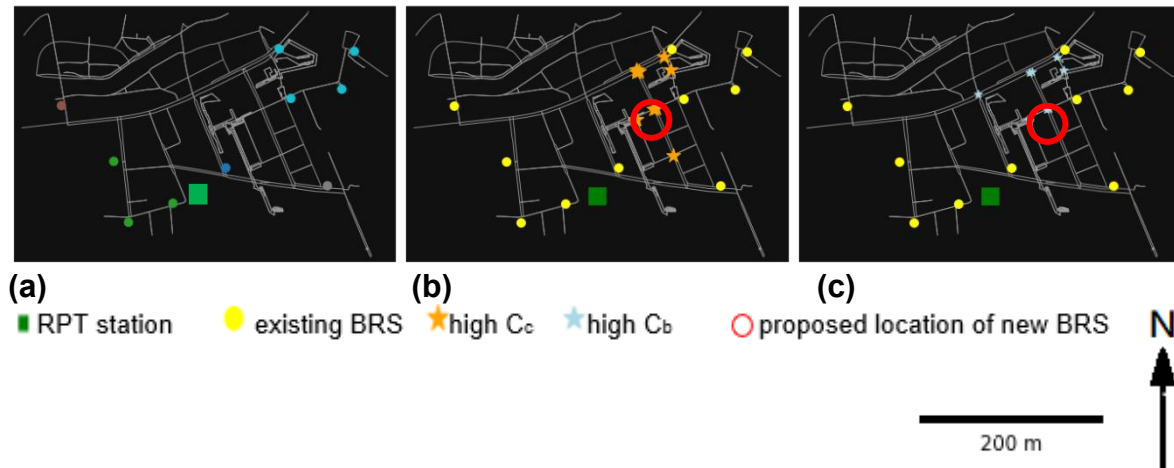 (a) (b) (c)
RPT station existing BRS high Cc high Cb proposed location of new BRS N
200 m